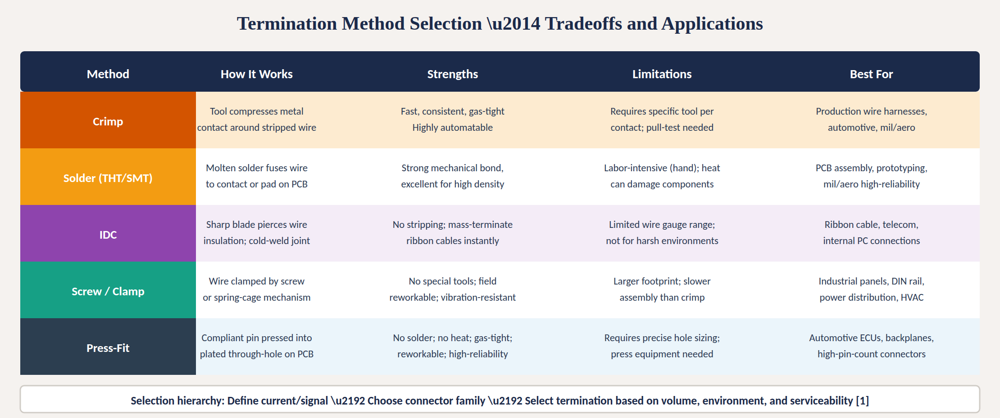 Termination Method Selection \u2014 Tradeoffs and Applications
Method
How It Works
Strengths
Limitations
Best For
Crimp
Tool compresses metal
contact around stripped wire
Fast, consistent, gas-tight
Highly automatable
Requires specific tool per
contact; pull-test needed
Production wire harnesses,
automotive, mil/aero
Solder (THT/SMT)
Molten solder fuses wire
to contact or pad on PCB
Strong mechanical bond,
excellent for high density
Labor-intensive (hand); heat
can damage components
PCB assembly, prototyping,
mil/aero high-reliability
IDC
Sharp blade pierces wire
insulation; cold-weld joint
No stripping; mass-terminate
ribbon cables instantly
Limited wire gauge range;
not for harsh environments
Ribbon cable, telecom,
internal PC connections
Screw / Clamp
Wire clamped by screw
or spring-cage mechanism
No special tools; field
reworkable; vibration-resistant
Larger footprint; slower
assembly than crimp
Industrial panels, DIN rail,
power distribution, HVAC
Press-Fit
Compliant pin pressed into
plated through-hole on PCB
No solder; no heat; gas-tight;
reworkable; high-reliability
Requires precise hole sizing;
press equipment needed
Automotive ECUs, backplanes,
high-pin-count connectors
Selection hierarchy: Define current/signal \u2192 Choose connector family \u2192 Select termination based on volume, environment, and serviceability [1]